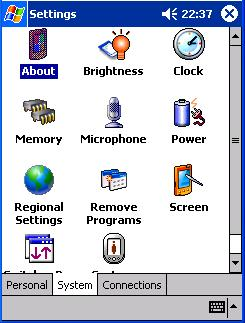 Settings 22:37
About Brightness Clock
Memory Microphone Power
Regional Settings Remove Programs Screen
Personal System Connections